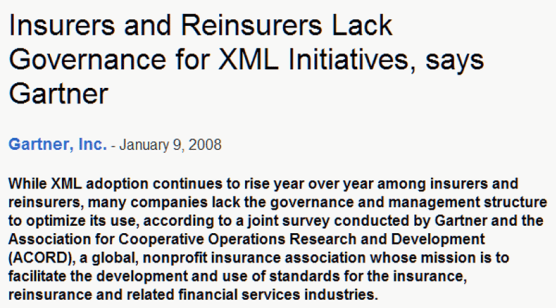 Insurers and Reinsurers Lack
Governance for XML Initiatives, says
Gartner
Gartner, Inc. - January 9, 2008
While XML adoption continues to rise year over year among insurers and
reinsurers, many companies lack the governance and management structure
to optimize its use, according to a joint survey conducted by Gartner and the
Association for Cooperative Operations Research and Development
(ACORD), a global, nonprofit insurance association whose mission is to
facilitate the development and use of standards for the insurance,
reinsurance and related financial services industries.